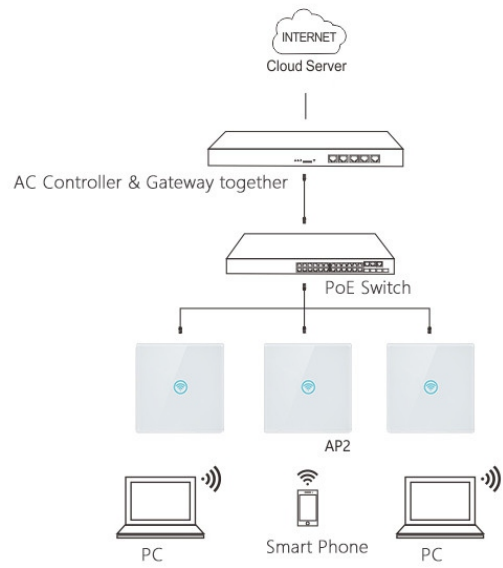 INTERNET
Cloud Server
AC Controller & Gateway together
PoE Switch
AP2
PC
Smart Phone
PC